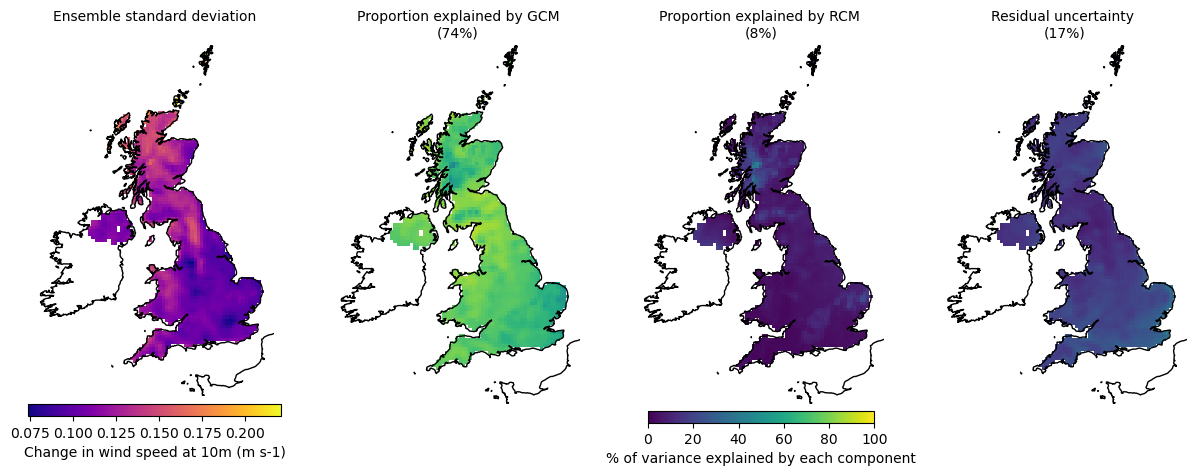 Ensemble standard deviation
Proportion explained by GCM
(74%)
Proportion explained by RCM
(8%)
Residual uncertainty
(17%)
0.075 0.100 0.125 0.150 0.175 0.200
Change in wind speed at 10m (m s-1)
0 20 40 60 80 100
% of variance explained by each component